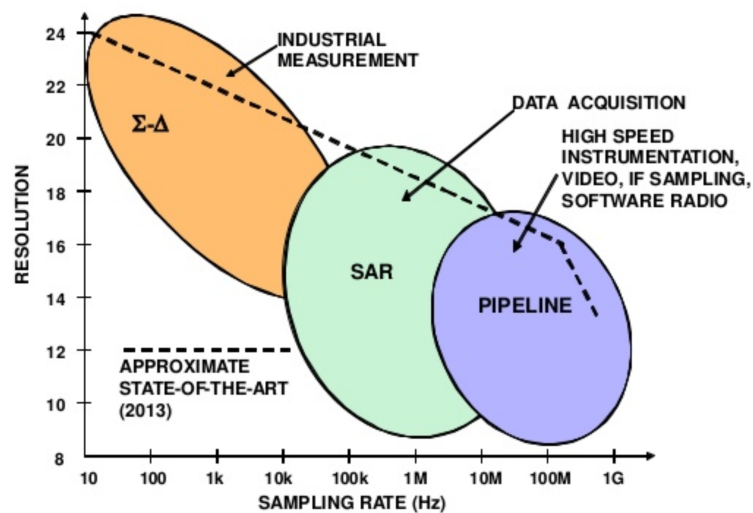 24
22
20
18
16
14
12
10
8
RESOLUTION
INDUSTRIAL
MEASUREMENT
Σ-Δ
DATA ACQUISITION
HIGH SPEED
INSTRUMENTATION,
VIDEO, IF SAMPLING,
SOFTWARE RADIO
SAR
PIPELINE
APPROXIMATE
STATE-OF-THE-ART
(2013)
10 100 1k 10k 100k 1M 10M 100M 1G
SAMPLING RATE (Hz)